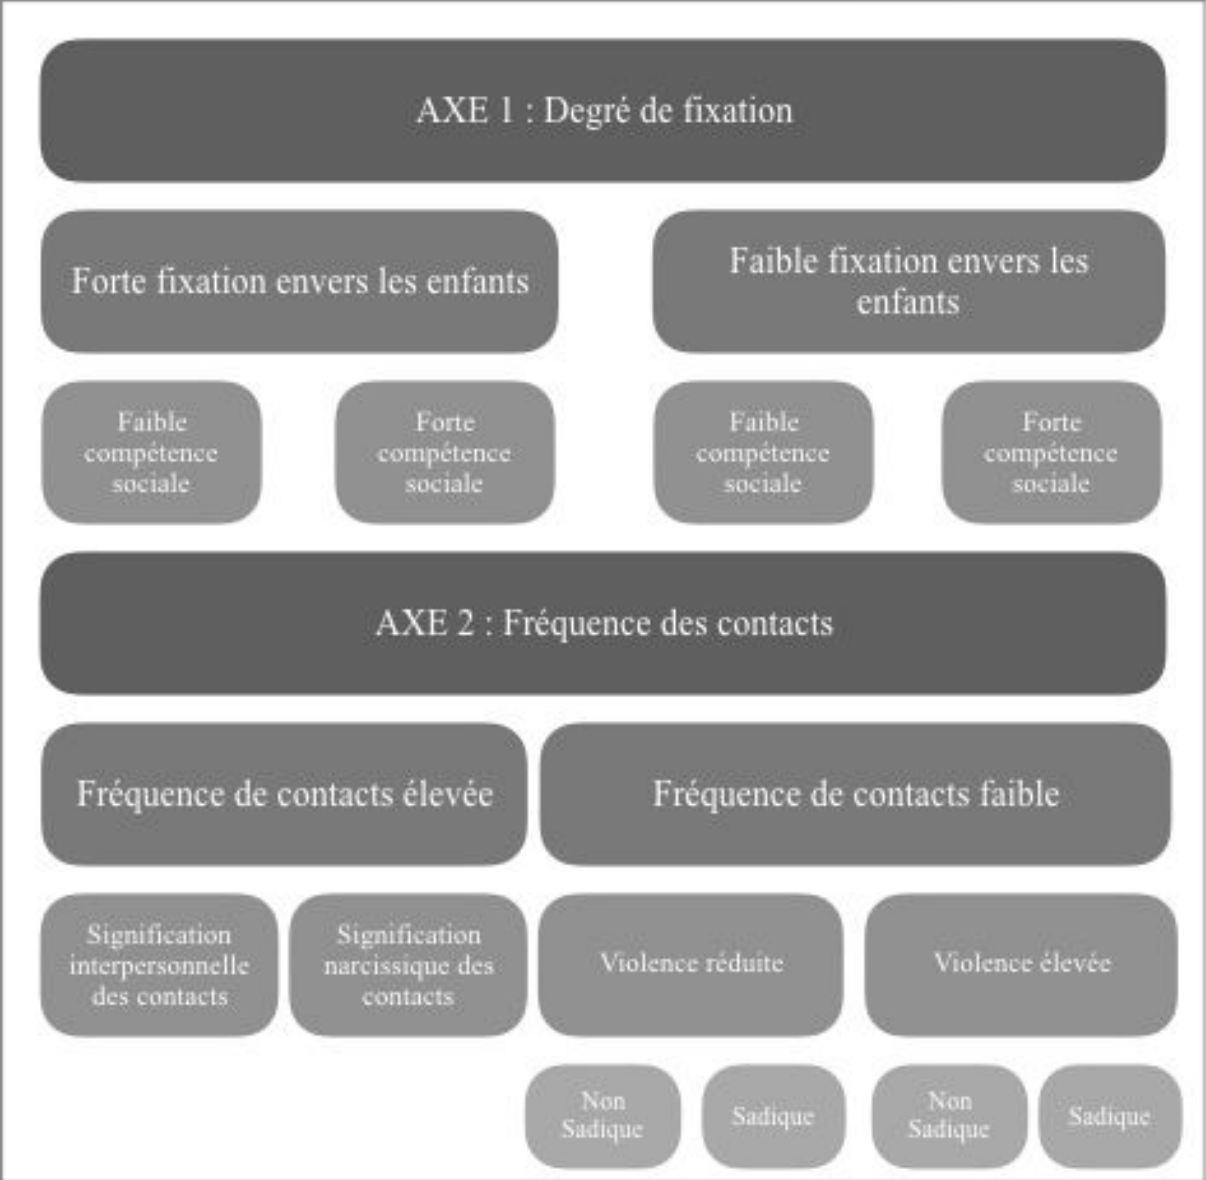 AXE 1 : Degré de fixation
Forte fixation envers les enfants
Faible fixation envers les
enfants
Faible
compétence
sociale
Forte
compétence
sociale
Faible
compétence
sociale
Forte
compétence
sociale
AXE 2 : Fréquence des contacts
Fréquence de contacts élevée
Fréquence de contacts faible
Signification
interpersonnelle
des contacts
Signification
narcissique des
contacts
Violence réduite
Violence élevée
Non
Sadique
Sadique
Non
Sadique
Sadique